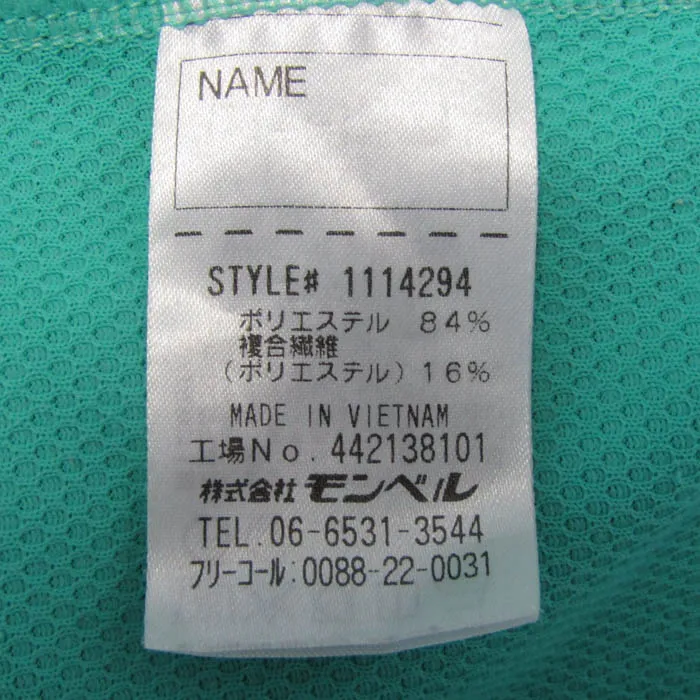 NAME
STYLE# 1114294
ポリエステル 84%
複合繊維
(ポリエステル)16%
MADE IN VIETNAM
工場No. 442138101
株式会社 モンベル
TEL.06-6531-3544
フリーコール:0088-22-0031